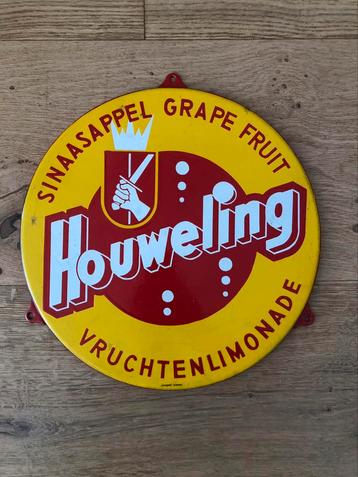 SINAASAPPEL GRAPE FRUIT
Houweling
VRUCHTENLIMONADE